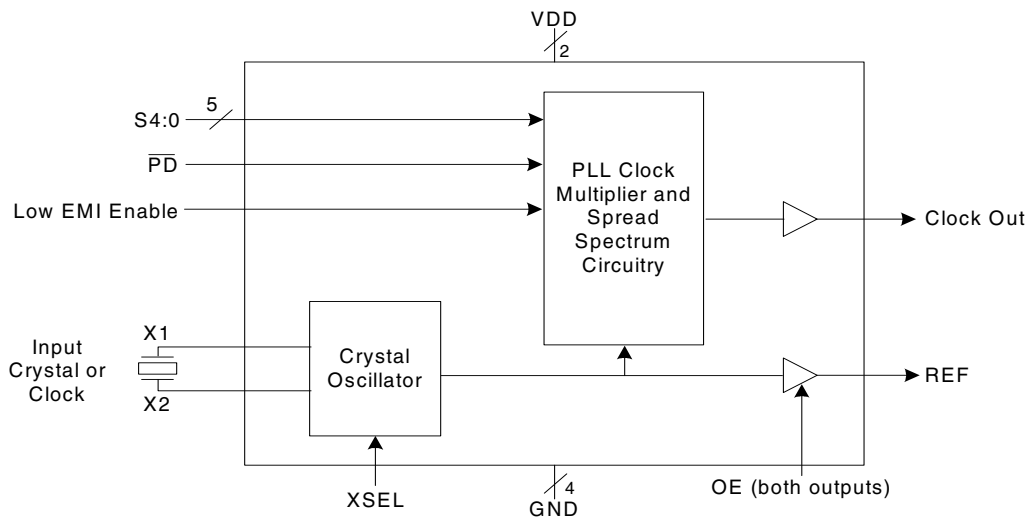 VDD
2
5
S4:0
P̅D̅
Low EMI Enable
PLL Clock
Multiplier and
Spread
Spectrum
Circuitry
Clock Out
X1
Input
Crystal or
Clock
X2
Crystal
Oscillator
REF
XSEL
4
GND
OE (both outputs)